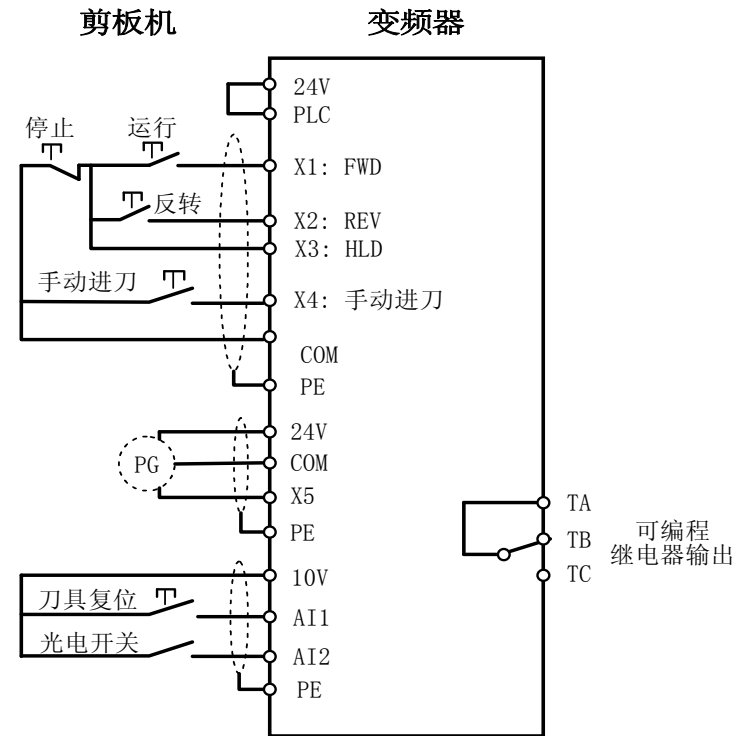 剪板机
变频器
24V
PLC
停止
运行
X1: FWD
反转
X2: REV
X3: HLD
手动进刀
X4: 手动进刀
COM
PE
24V
PG
COM
X5
PE
TA
TB
TC
可编程
继电器输出
10V
刀具复位
AI1
光电开关
AI2
PE